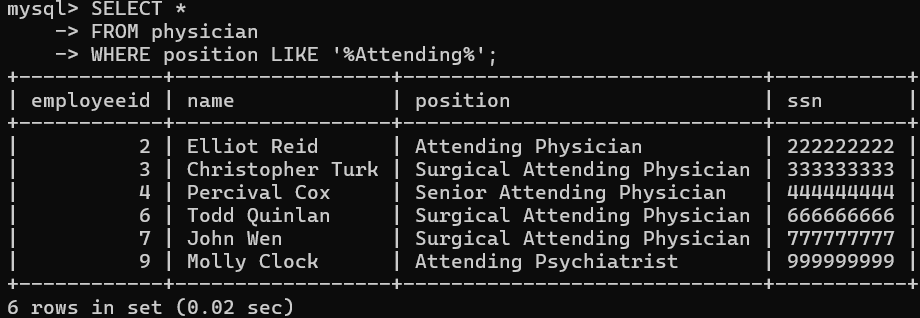 mysql> SELECT *
    -> FROM physician
    -> WHERE position LIKE '%Attending%';
+------------+------------------+------------------------------+-----------+
| employeeid | name             | position                     | ssn       |
+------------+------------------+------------------------------+-----------+
|          2 | Elliot Reid      | Attending Physician          | 222222222 |
|          3 | Christopher Turk | Surgical Attending Physician | 333333333 |
|          4 | Percival Cox     | Senior Attending Physician   | 444444444 |
|          6 | Todd Quinlan     | Surgical Attending Physician | 666666666 |
|          7 | John Wen         | Surgical Attending Physician | 777777777 |
|          9 | Molly Clock      | Attending Psychiatrist       | 999999999 |
+------------+------------------+------------------------------+-----------+
6 rows in set (0.02 sec)